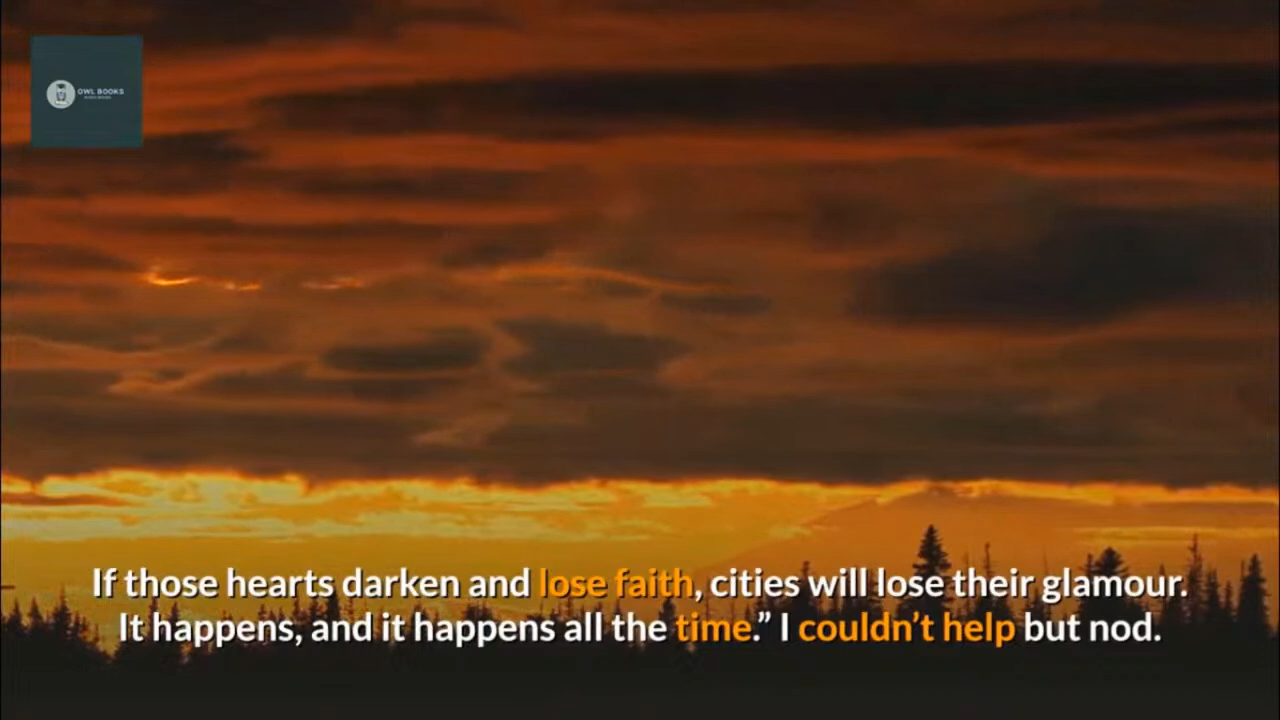 OWL BOOKS
If those hearts darken and lose faith, cities will lose their glamour.
It happens, and it happens all the time.” I couldn’t help but nod.